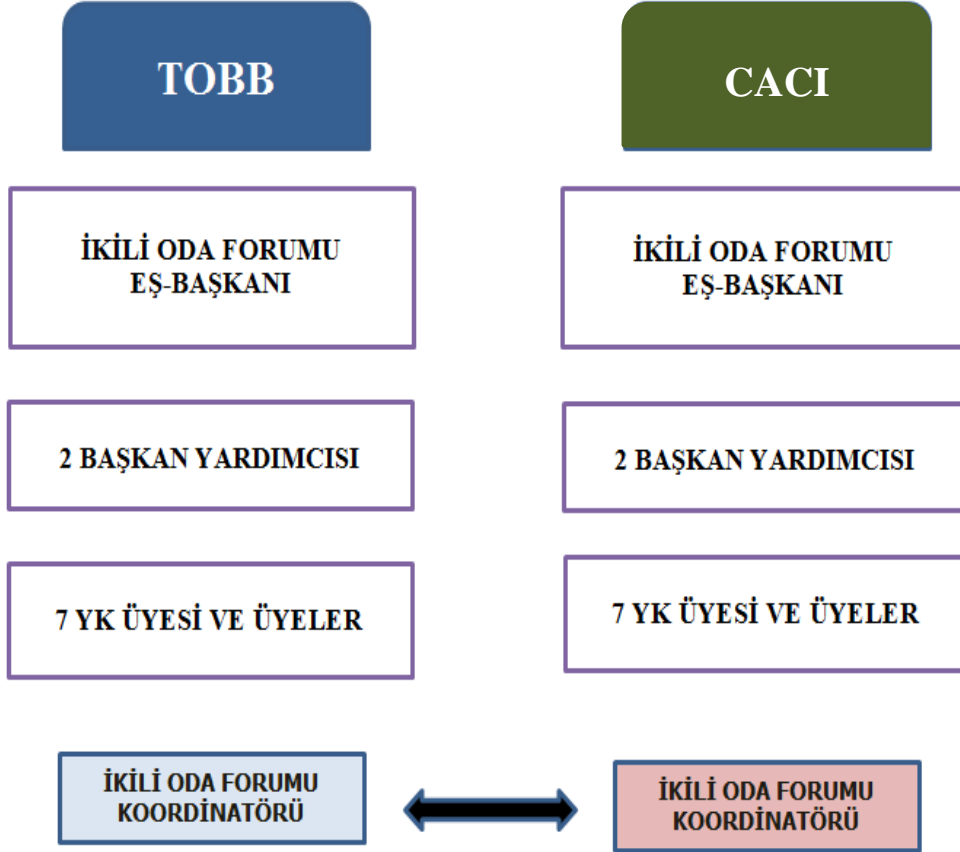 TOBB
CACI
İKİLİ ODA FORUMU
EŞ-BAŞKANI
İKİLİ ODA FORUMU
EŞ-BAŞKANI
2 BAŞKAN YARDIMCISI
2 BAŞKAN YARDIMCISI
7 YK ÜYESİ VE ÜYELER
7 YK ÜYESİ VE ÜYELER
İKİLİ ODA FORUMU
KOORDİNATÖRÜ
İKİLİ ODA FORUMU
KOORDİNATÖRÜ